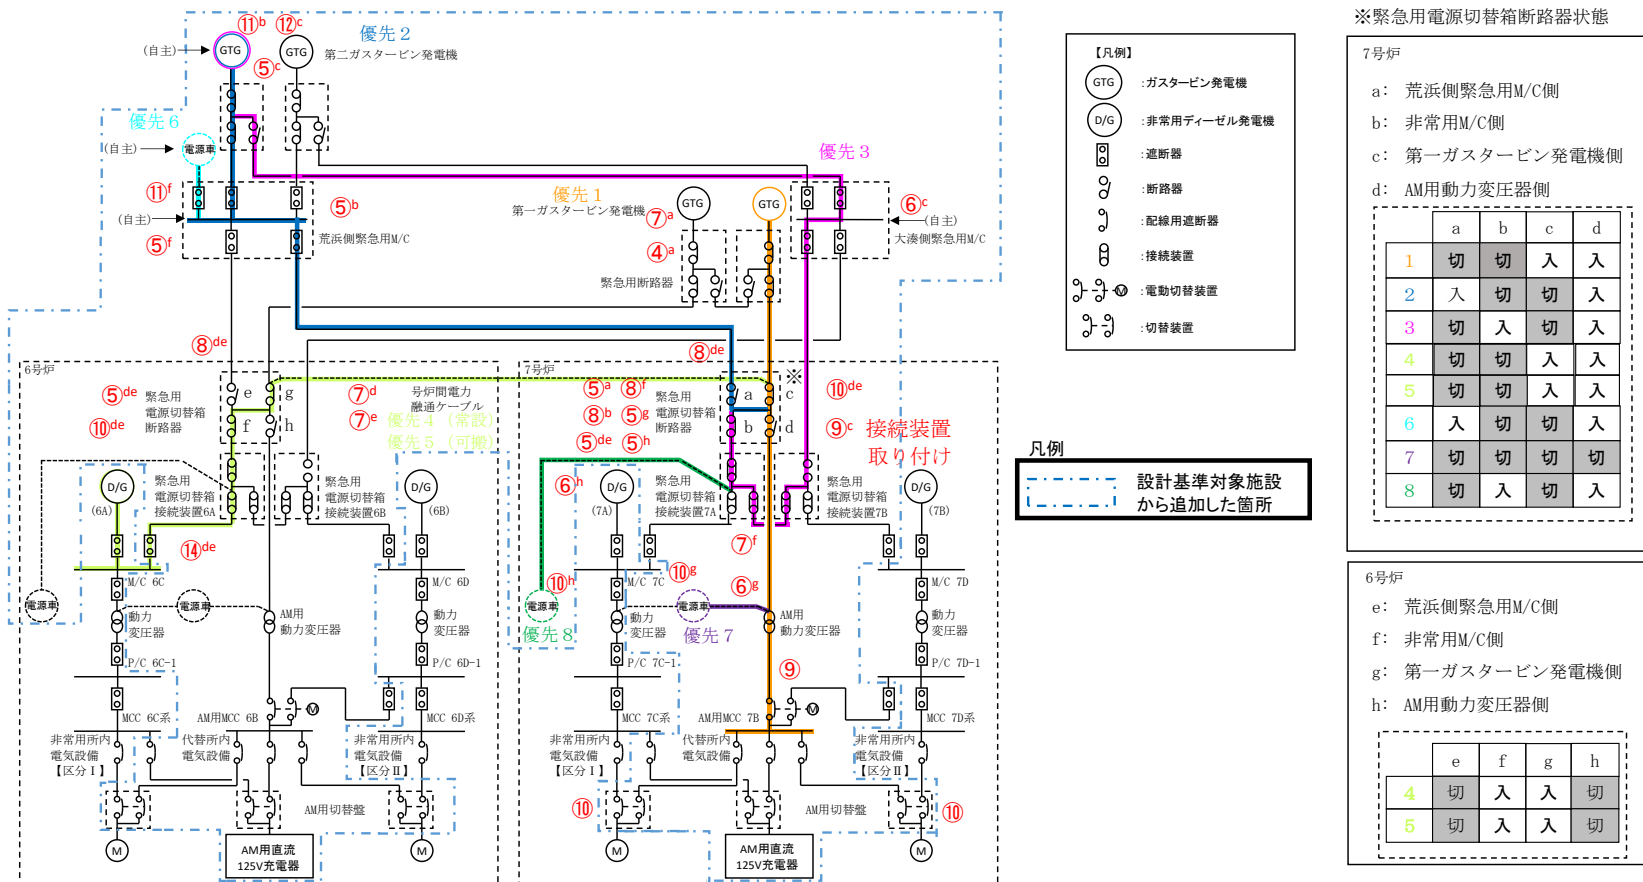 ⑪b
⑫c
優先２
(自主)
GTG
GTG
第二ガスタービン発電機
⑤c
優先６
(自主)
電源車
優先３
⑪f
(自主)
⑤b
⑤f
荒浜側緊急用M/C
優先１
第一ガスタービン発電機
GTG
GTG
⑦a
④a
緊急用断路器
⑥c
(自主)
大湊側緊急用M/C
⑧de
⑧de
6号炉
⑤de
緊急用
電源切替箱
断路器
⑩de
e
g
f
h
⑦d
号炉間電力
融通ケーブル
⑦e
優先４（常設）
優先５（可搬）
D/G
(6A)
緊急用
電源切替箱
接続装置6A
緊急用
電源切替箱
接続装置6B
D/G
(6B)
⑭de
M/C 6C
M/C 6D
電源車
電源車
動力
変圧器
AM用
動力変圧器
動力
変圧器
P/C 6C-1
P/C 6D-1
MCC 6C系
AM用MCC 6B
M
MCC 6D系
非常用所内
電気設備
【区分Ⅰ】
代替所内
電気設備
非常用所内
電気設備
【区分Ⅱ】
AM用切替盤
M
AM用直流
125V充電器
M
7号炉
⑤a
⑧f
緊急用
電源切替箱
断路器
⑧b
⑤g
⑤de
⑤h
※
a
c
b
d
⑩de
⑨c
接続装置
取り付け
⑥h
D/G
(7A)
緊急用
電源切替箱
接続装置7A
緊急用
電源切替箱
接続装置7B
D/G
(7B)
⑦f
⑩h
M/C 7C
⑩g
⑥g
M/C 7D
電源車
優先８
電源車
優先７
動力
変圧器
AM用
動力変圧器
動力
変圧器
P/C 7C-1
P/C 7D-1
⑨
MCC 7C系
AM用MCC 7B
M
MCC 7D系
非常用所内
電気設備
【区分Ⅰ】
代替所内
電気設備
非常用所内
電気設備
【区分Ⅱ】
⑩
AM用切替盤
⑩
M
AM用直流
125V充電器
M
【凡例】
GTG :ガスタービン発電機
D/G :非常用ディーゼル発電機
:遮断器
:断路器
:配線用遮断器
:接続装置
M :電動切替装置
:切替装置
凡例
設計基準対象施設
から追加した箇所
※緊急用電源切替箱断路器状態
7号炉
a: 荒浜側緊急用M/C側
b: 非常用M/C側
c: 第一ガスタービン発電機側
d: AM用動力変圧器側
a b c d
1 切 切 入 入
2 入 切 切 入
3 切 入 切 入
4 切 切 入 入
5 切 切 入 入
6 入 切 切 入
7 切 切 切 切
8 切 入 切 入
6号炉
e: 荒浜側緊急用M/C側
f: 非常用M/C側
g: 第一ガスタービン発電機側
h: AM用動力変圧器側
e f g h
4 切 入 入 切
5 切 入 入 切